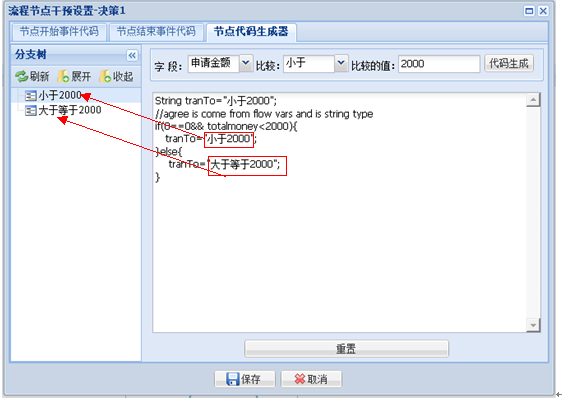 流程节点干预设置-决策1
节点开始事件代码 节点结束事件代码 节点代码生成器
分支树
刷新 展开 收起
小于2000
大于等于2000
字 段: 申请金额 比较: 小于 比较的值: 2000 代码生成
String tranTo="小于2000";
//agree is come from flow vars and is string type
if(0==0&& totalmoney<2000){
tranTo="小于2000";
}else{
tranTo="大于等于2000";
}
重置
保存 取消